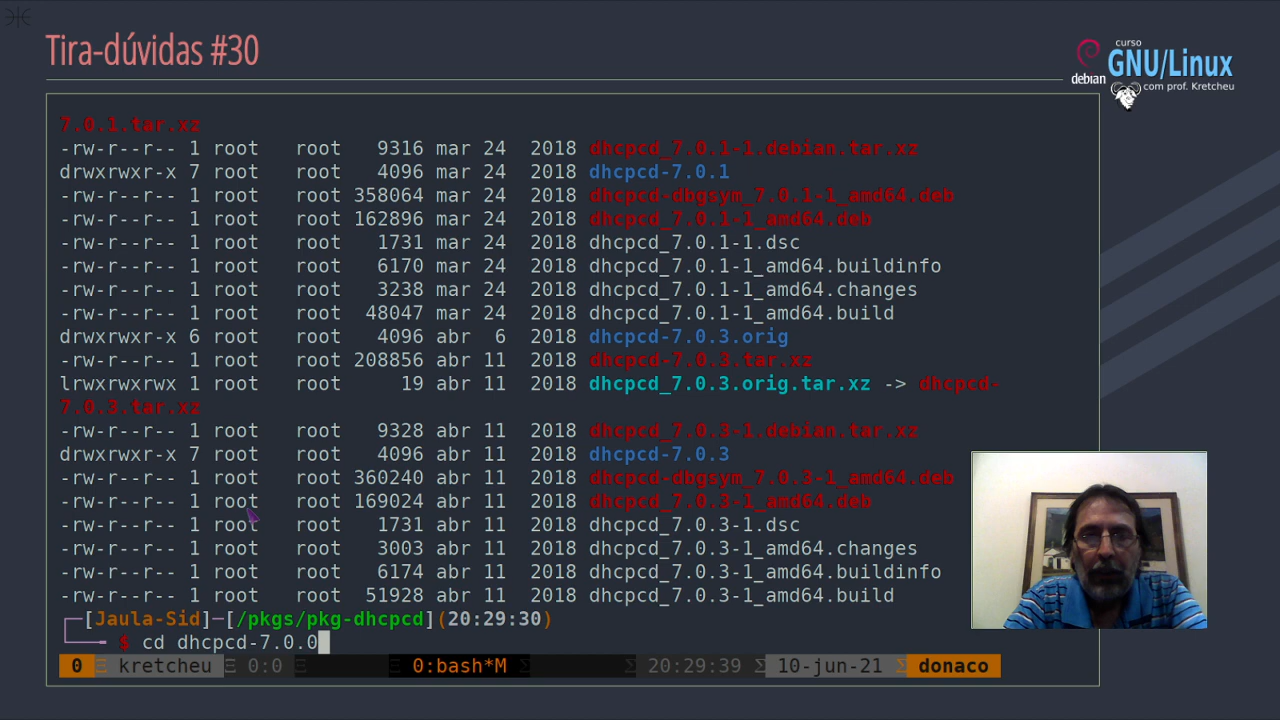 Tira-dúvidas #30
curso
GNU/Linux
debian
com prof. Kretcheu
7.0.1.tar.xz
-rw-r--r-- 1 root   root   9316 mar 24  2018 dhcpcd_7.0.1-1.debian.tar.xz
drwxrwxr-x 7 root   root   4096 mar 24  2018 dhcpcd-7.0.1
-rw-r--r-- 1 root   root 358064 mar 24  2018 dhcpcd-dbgsym_7.0.1-1_amd64.deb
-rw-r--r-- 1 root   root 162896 mar 24  2018 dhcpcd_7.0.1-1_amd64.deb
-rw-r--r-- 1 root   root   1731 mar 24  2018 dhcpcd_7.0.1-1.dsc
-rw-r--r-- 1 root   root   6170 mar 24  2018 dhcpcd_7.0.1-1_amd64.buildinfo
-rw-r--r-- 1 root   root   3238 mar 24  2018 dhcpcd_7.0.1-1_amd64.changes
-rw-r--r-- 1 root   root  48047 mar 24  2018 dhcpcd_7.0.1-1_amd64.build
drwxrwxr-x 6 root   root   4096 abr  6  2018 dhcpcd-7.0.3.orig
-rw-r--r-- 1 root   root 208856 abr 11  2018 dhcpcd-7.0.3.tar.xz
lrwxrwxrwx 1 root   root     19 abr 11  2018 dhcpcd_7.0.3.orig.tar.xz -> dhcpcd-
7.0.3.tar.xz
-rw-r--r-- 1 root   root   9328 abr 11  2018 dhcpcd_7.0.3-1.debian.tar.xz
drwxrwxr-x 7 root   root   4096 abr 11  2018 dhcpcd-7.0.3
-rw-r--r-- 1 root   root 360240 abr 11  2018 dhcpcd-dbgsym_7.0.3-1_amd64.deb
-rw-r--r-- 1 root   root 169024 abr 11  2018 dhcpcd_7.0.3-1_amd64.deb
-rw-r--r-- 1 root   root   1731 abr 11  2018 dhcpcd_7.0.3-1.dsc
-rw-r--r-- 1 root   root   3003 abr 11  2018 dhcpcd_7.0.3-1_amd64.changes
-rw-r--r-- 1 root   root   6174 abr 11  2018 dhcpcd_7.0.3-1_amd64.buildinfo
-rw-r--r-- 1 root   root  51928 abr 11  2018 dhcpcd_7.0.3-1_amd64.build
┌─[Jaula-Sid]─[/pkgs/pkg-dhcpcd](20:29:30)
└──╼ $ cd dhcpcd-7.0.0
0 Ξ kretcheu Ξ 0:0 Ξ 0:bash*M Σ Σ 20:29:39 Σ 10-jun-21 Σ donaco